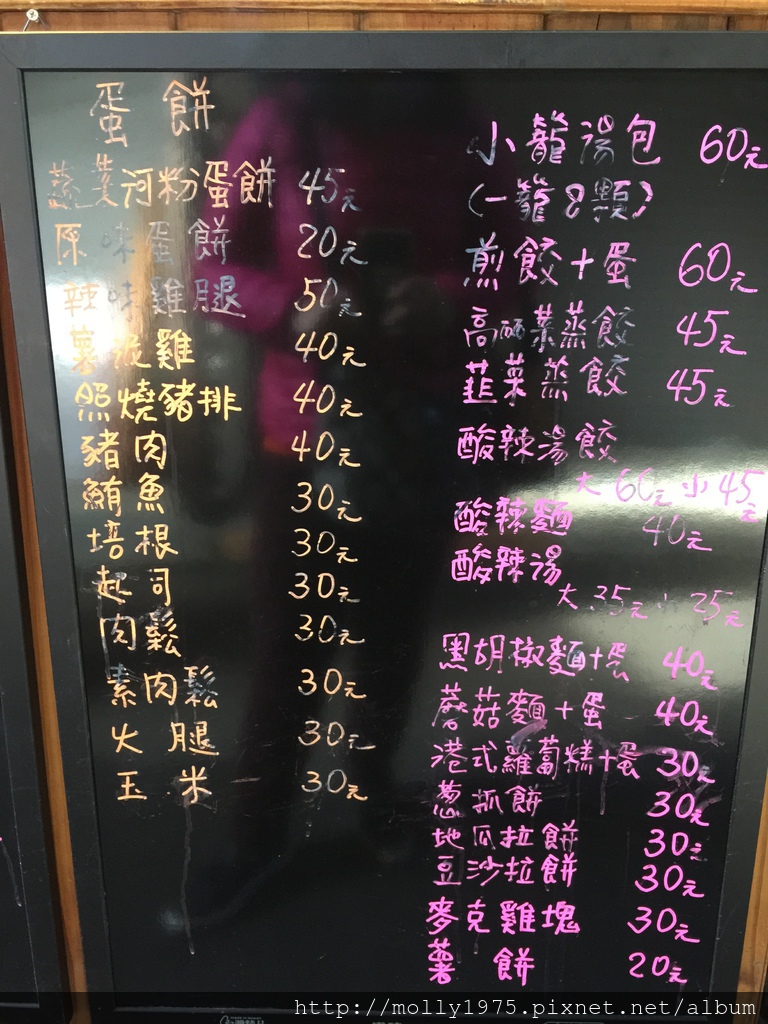 蛋餅
蔬菜河粉蛋餅 45元
原味蛋餅 20元
辣味雞腿 50元
薯泥雞 40元
照燒豬排 40元
豬肉 40元
鮪魚 30元
培根 30元
起司 30元
肉鬆 30元
素肉鬆 30元
火腿 30元
玉米 30元
小籠湯包 60元
(一籠8顆)
煎餃+蛋 60元
高麗菜蒸餃 45元
韮菜蒸餃 45元
酸辣湯餃
大60元 小45元
酸辣麵 40元
酸辣湯
大35元 小25元
黑胡椒麵+蛋 40元
蘑菇麵+蛋 40元
港式蘿蔔糕+蛋 30元
葱抓餅 30元
地瓜拉餅 30元
豆沙拉餅 30元
麥克雞塊 30元
薯餅 20元
http://molly1975.pixnet.net/album